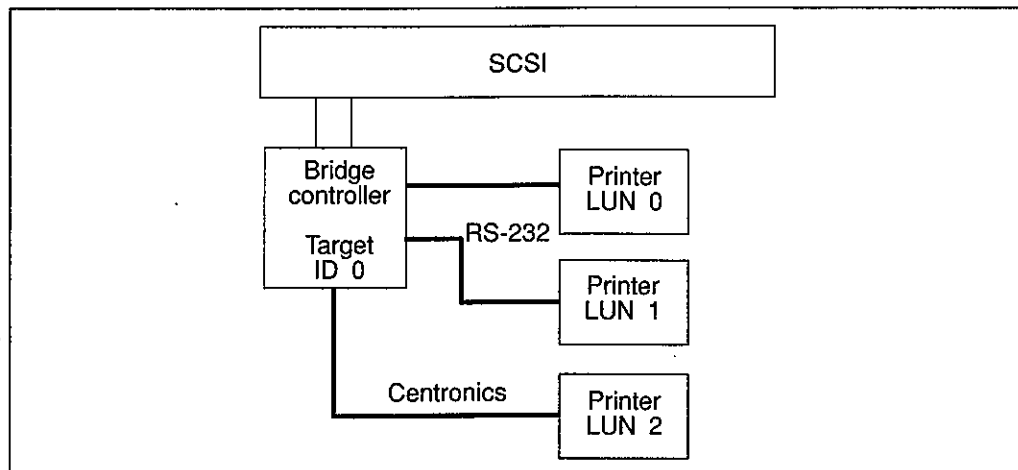 SCSI
Bridge
controller
Target
ID 0
Printer
LUN 0
RS-232
Printer
LUN 1
Centronics
Printer
LUN 2